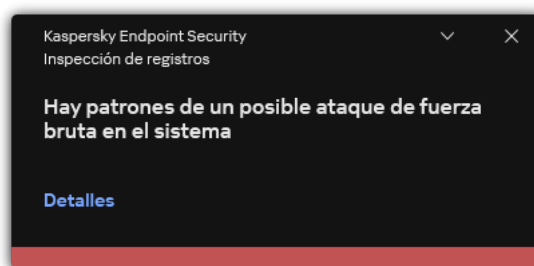 Kaspersky Endpoint Security
Inspección de registros
Hay patrones de un posible ataque de fuerza
bruta en el sistema
Detalles